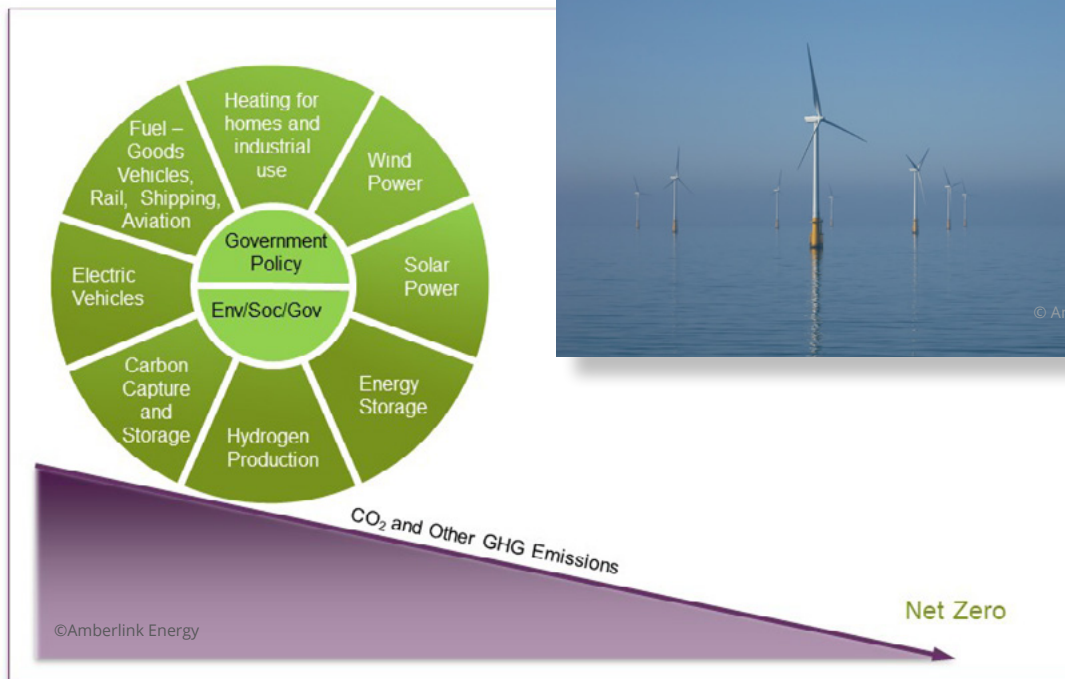 Heating for
homes and
industrial
use
Wind
Power
Solar
Power
Energy
Storage
Hydrogen
Production
Carbon
Capture
and
Storage
Electric
Vehicles
Fuel –
Goods
Vehicles,
Rail, Shipping,
Aviation
Government
Policy
Env/Soc/Gov
CO₂ and Other GHG Emissions
Net Zero
©Amberlink Energy
©